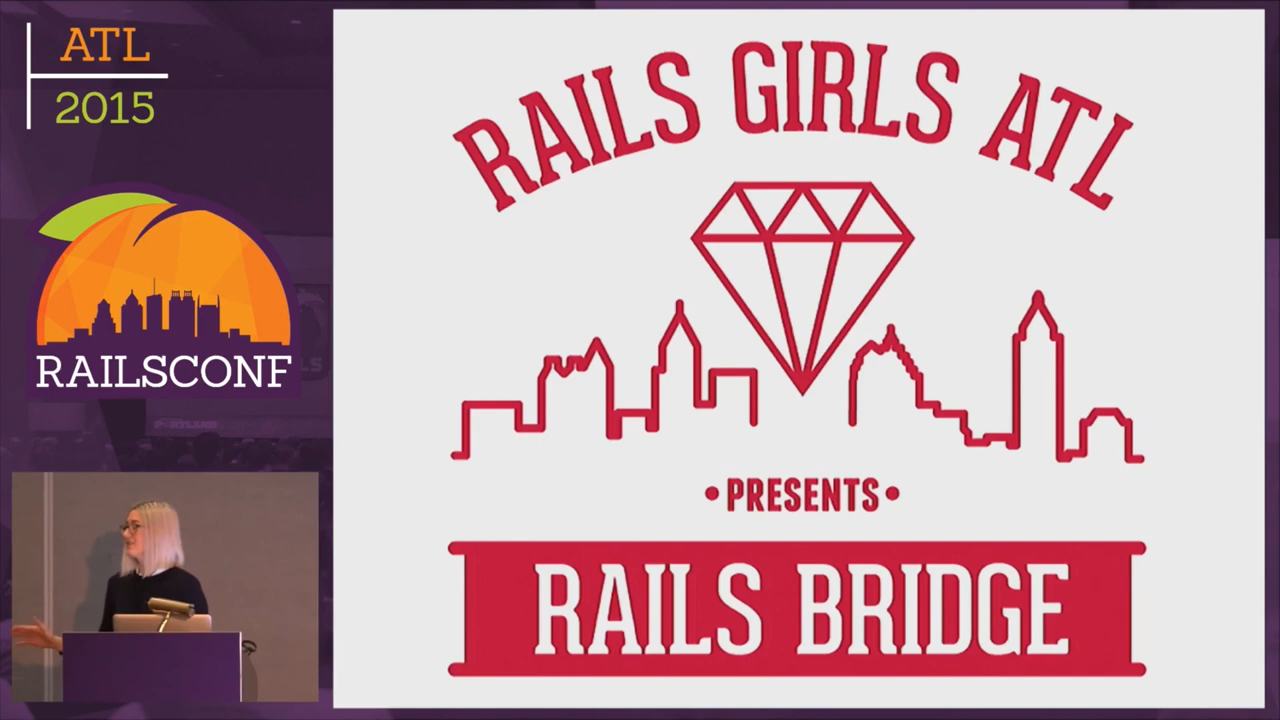 ATL
2015
RAILSCONF
RAILS GIRLS ATL
•PRESENTS•
RAILS BRIDGE